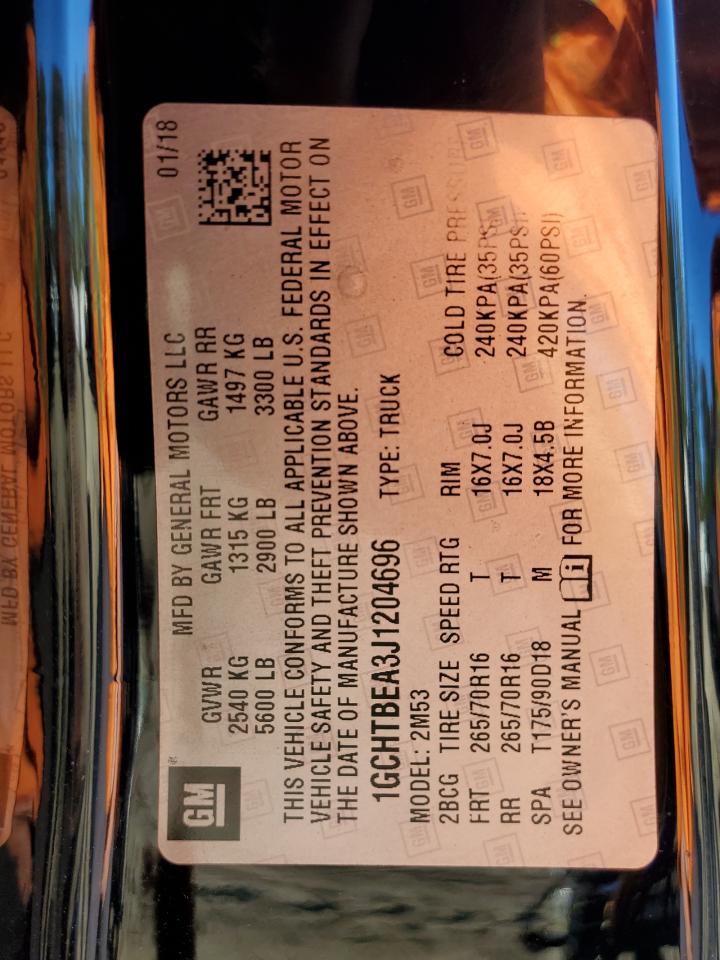 GM
MFD BY GENERAL MOTORS LLC 01/18
GVWR GAWR FRT GAWR RR
2540 KG 1315 KG 1497 KG
5600 LB 2900 LB 3300 LB
THIS VEHICLE CONFORMS TO ALL APPLICABLE U.S. FEDERAL MOTOR
VEHICLE SAFETY AND THEFT PREVENTION STANDARDS IN EFFECT ON
THE DATE OF MANUFACTURE SHOWN ABOVE.
1GCHTBEA3J1204696 TYPE: TRUCK
MODEL: 2M53
2BCG TIRE SIZE SPEED RTG RIM COLD TIRE PRESSURE
FRT 265/70R16 T 16X7.0J 240KPA(35PSI)
RR 265/70R16 T 16X7.0J 240KPA(35PSI)
SPA T175/90D18 M 18X4.5B 420KPA(60PSI)
SEE OWNER'S MANUAL FOR MORE INFORMATION.